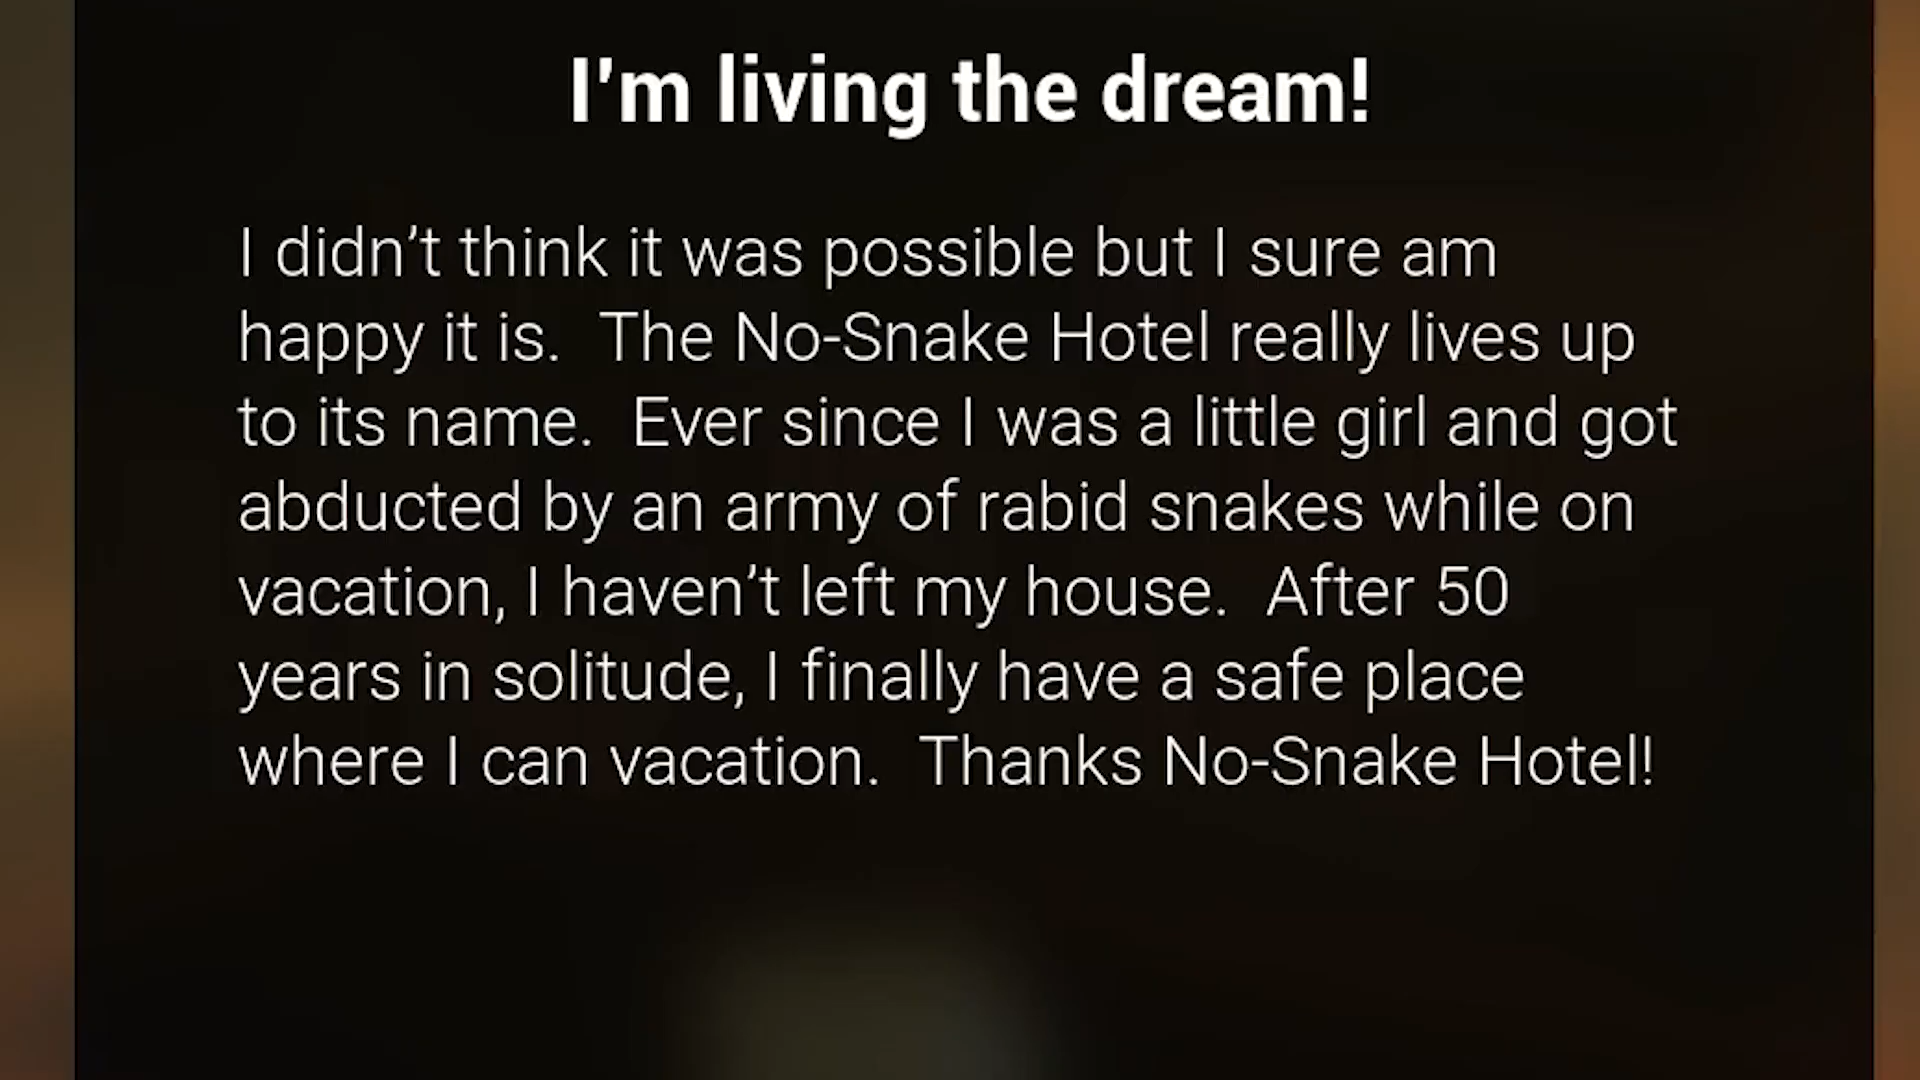 I'm living the dream!
I didn’t think it was possible but I sure am
happy it is.  The No-Snake Hotel really lives up
to its name.  Ever since I was a little girl and got
abducted by an army of rabid snakes while on
vacation, I haven’t left my house.  After 50
years in solitude, I finally have a safe place
where I can vacation.  Thanks No-Snake Hotel!